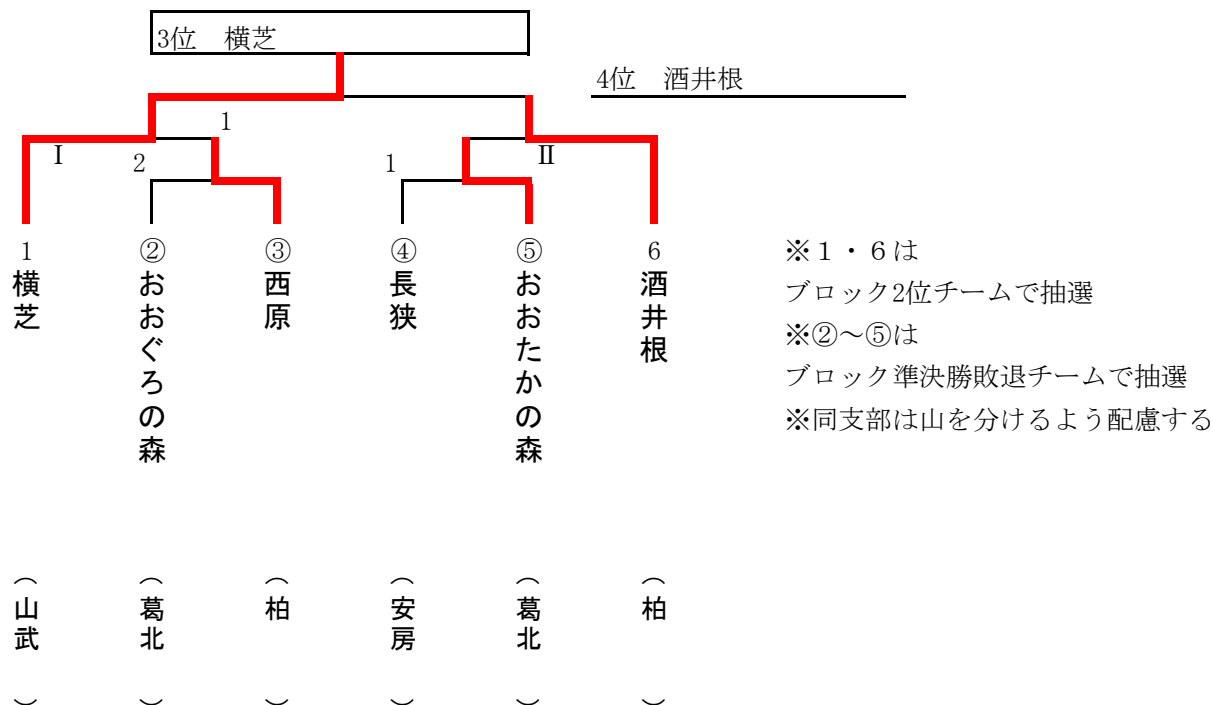 3位　横芝
4位　酒井根
1
Ⅰ
2
1
Ⅱ
1
横芝
②
おおぐろの森
③
西原
④
長狭
⑤
おおたかの森
6
酒井根
※１・６は
ブロック2位チームで抽選
※②～⑤は
ブロック準決勝敗退チームで抽選
※同支部は山を分けるよう配慮する
（山武）
（葛北）
（柏）
（安房）
（葛北）
（柏）